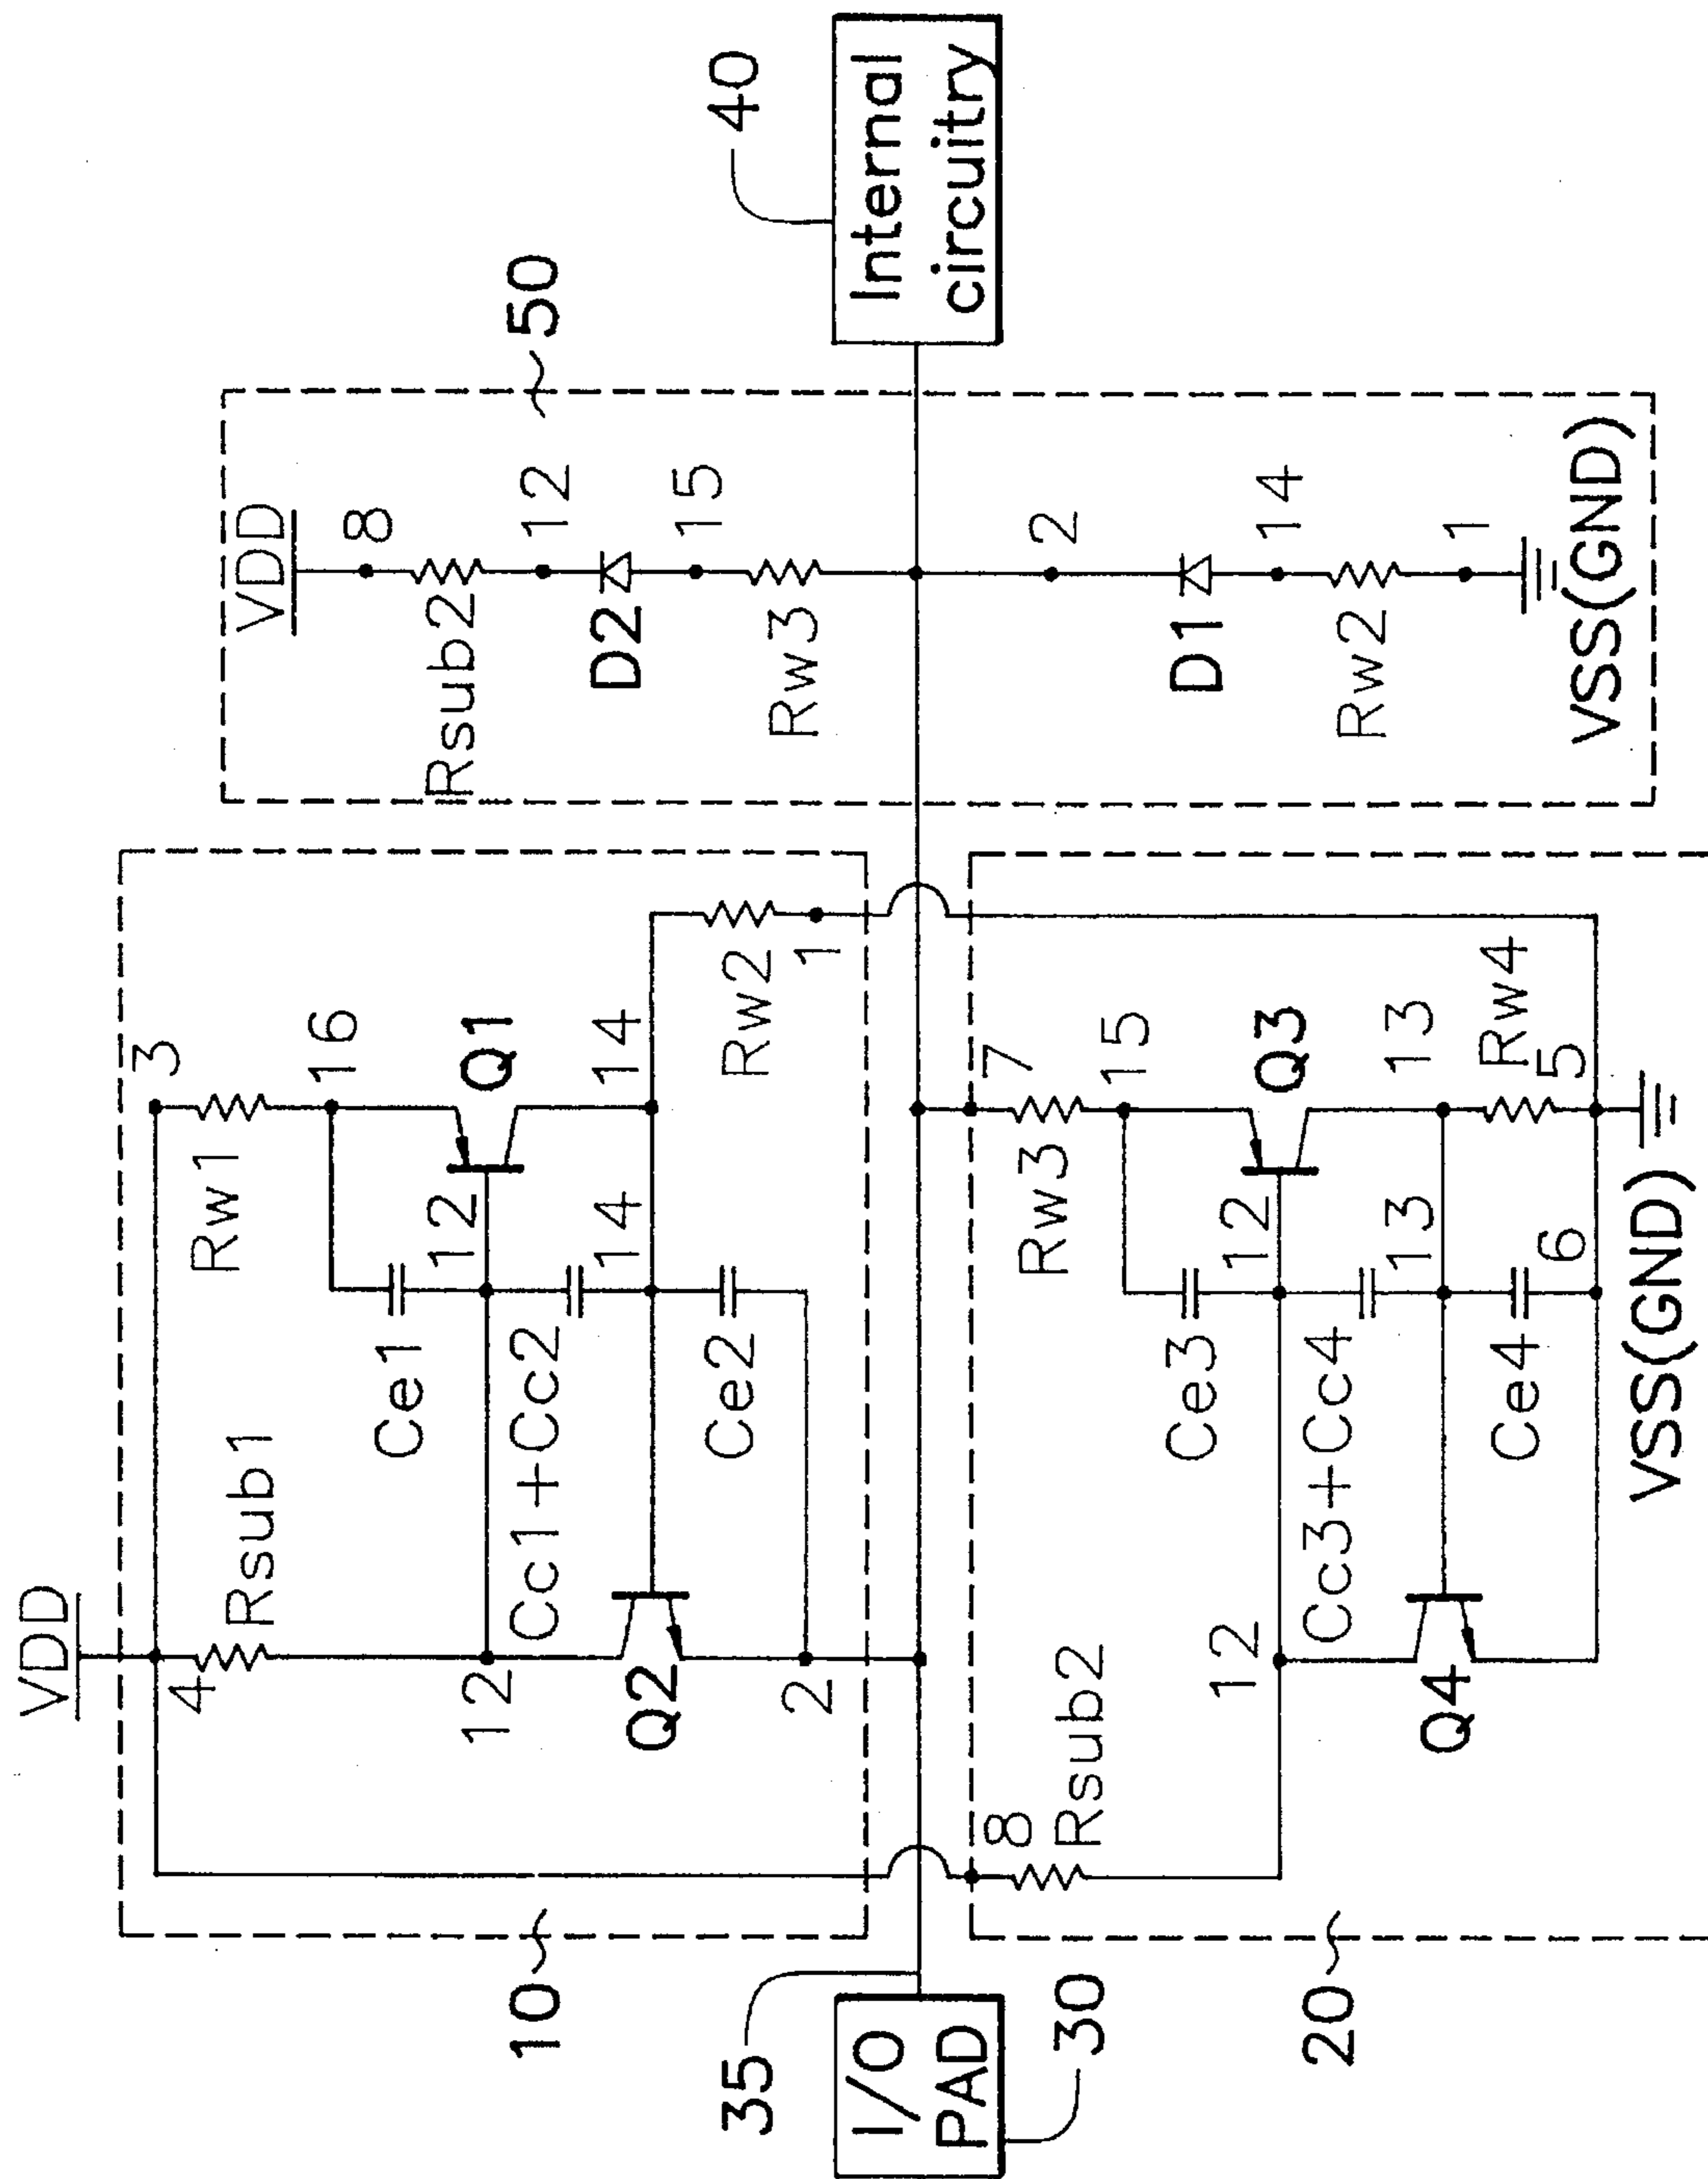 VDD
4
Rsub1
3
Rw1
16
Ce1
12
Q1
12
Cc1+Cc2
14
14
Q2
Ce2
Rw2
2
1
10
VDD
8
Rsub2
12
D2
15
Rw3
2
D1
14
Rw2
1
VSS(GND)
50
40
Internal
circuitry
35
I/O
PAD
30
8
Rsub2
7
Rw3
15
Ce3
12
12
Q3
Cc3+Cc4
13
13
Q4
Ce4
6
Rw4
5
VSS(GND)
20